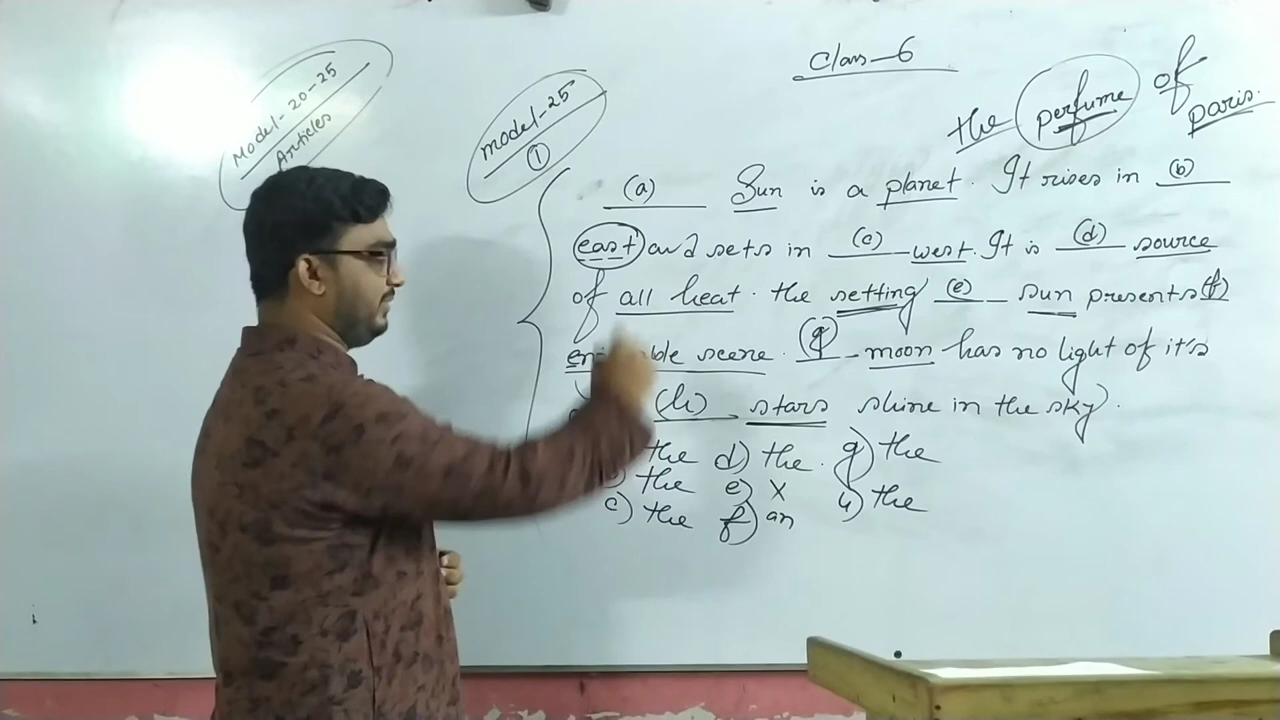 Model-20-25
Articles
model-25
①
Class-6
the perfume of paris.
(a) Sun is a planet. It rises in (b)
east and sets in (c) west. It is (d) source
of all heat. the setting (e) sun presents (f)
scene. (g) moon has no light of it's
(h) stars shine in the sky.
the d) the. g) the
the e) x h) the
c) the f) an